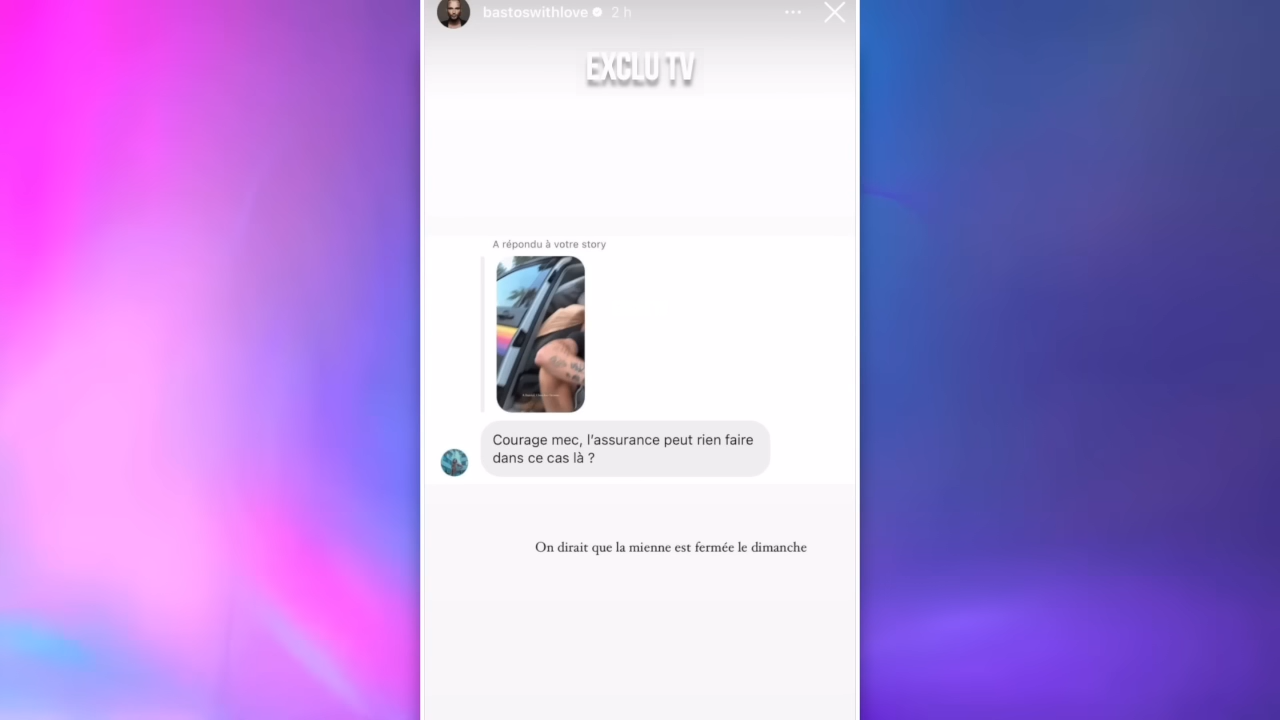 bastoswithlove 2 h
EXCLU TV
A répondu à votre story
Courage mec, l’assurance peut rien faire
dans ce cas là ?
On dirait que la mienne est fermée le dimanche